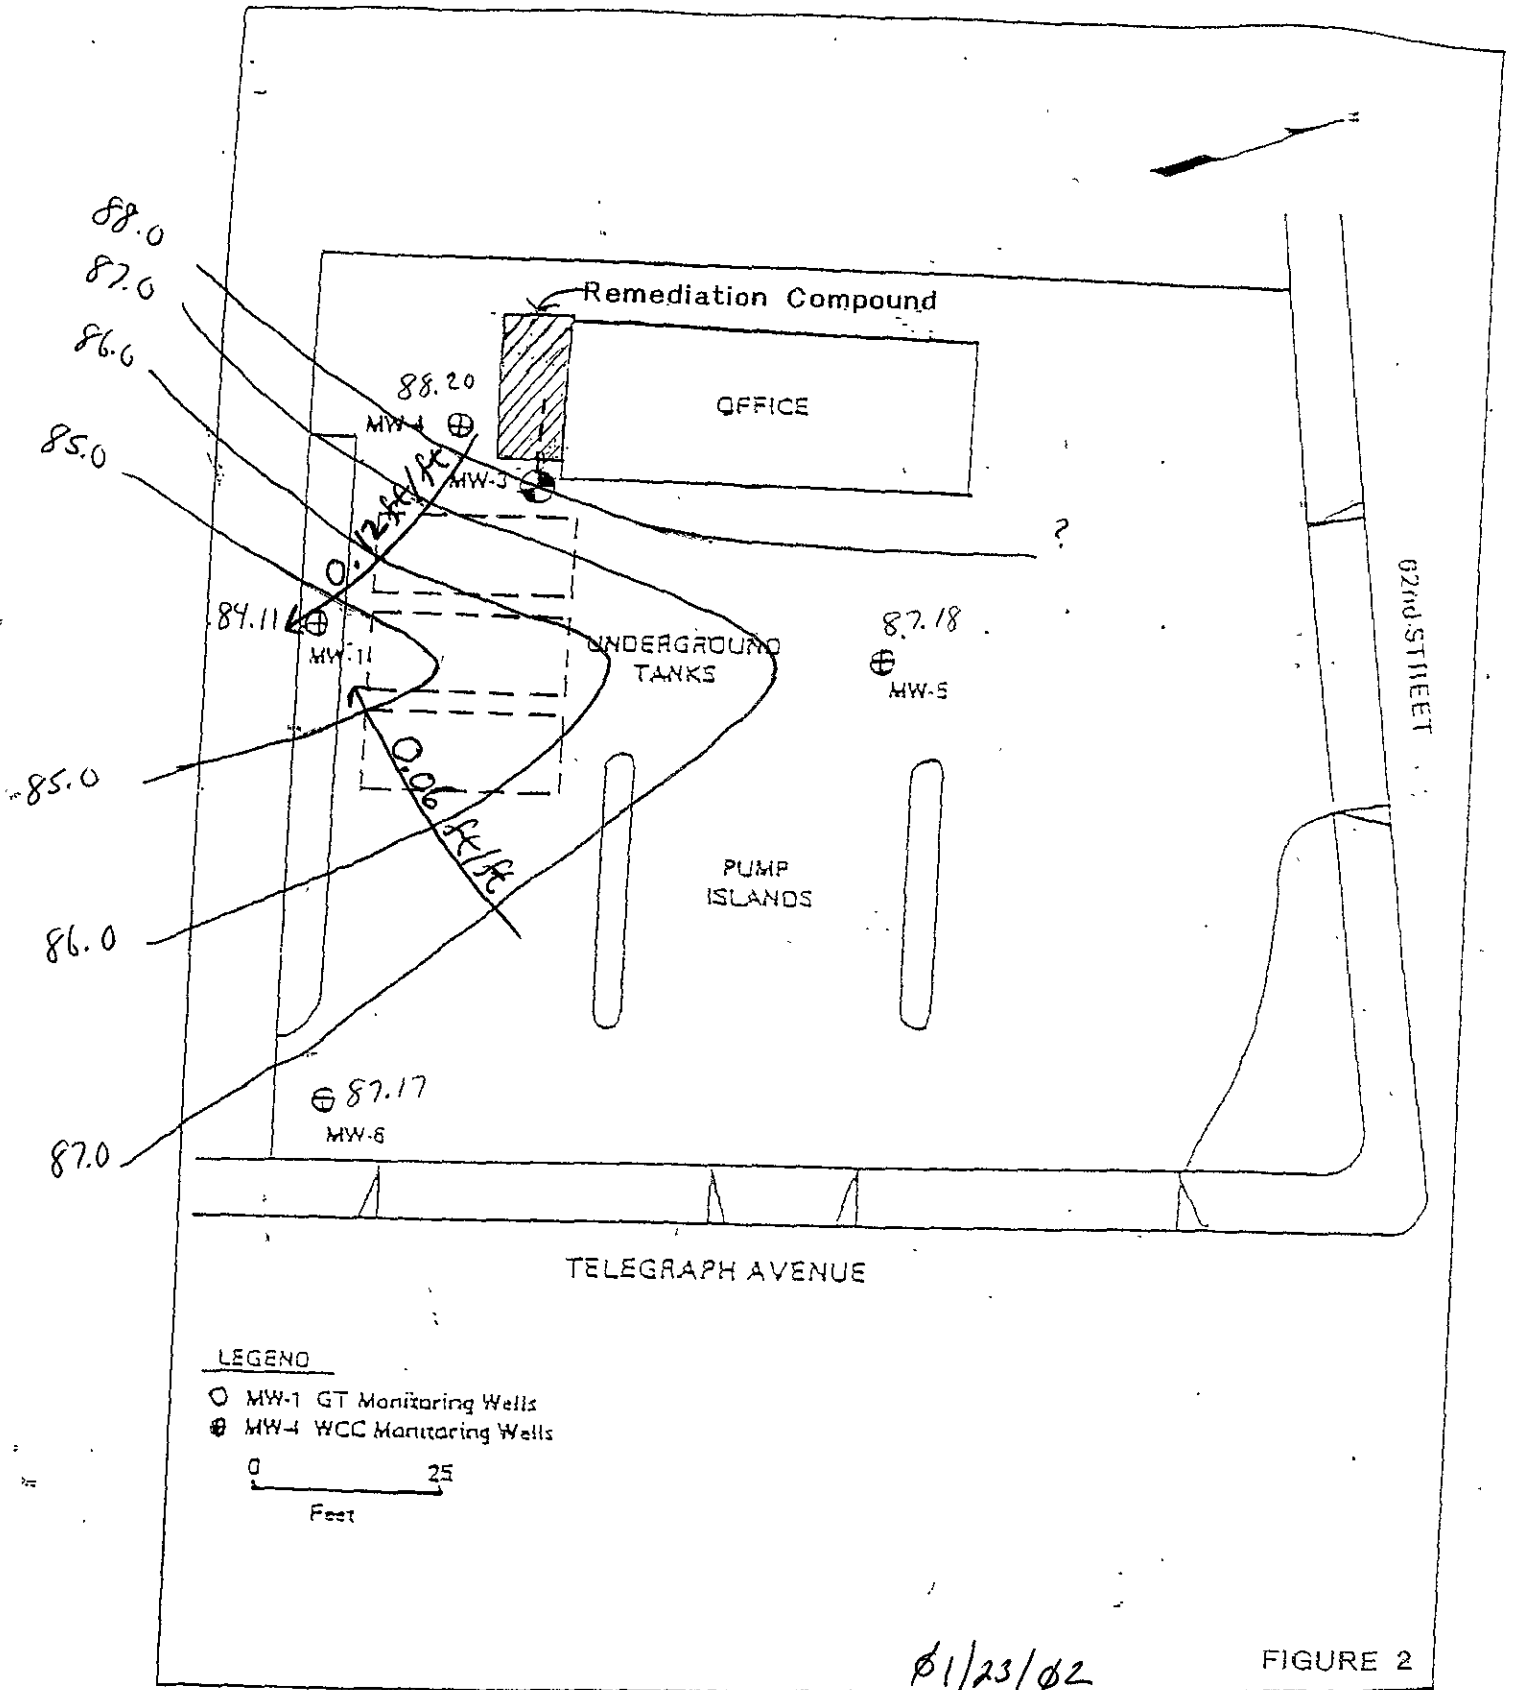 88.0
87.0
86.0
85.0
Remediation Compound
OFFICE
88.20
MW-4
MW-3
0.12 ft/ft
?
84.11
MW-1
UNDERGROUND
TANKS
87.18
MW-5
62nd STREET
85.0
0.06 ft/ft
PUMP
ISLANDS
86.0
87.17
MW-6
87.0
TELEGRAPH AVENUE
LEGEND
MW-1 GT Monitoring Wells
MW-4 WCC Monitoring Wells
0 25
Feet
01/23/02
FIGURE 2